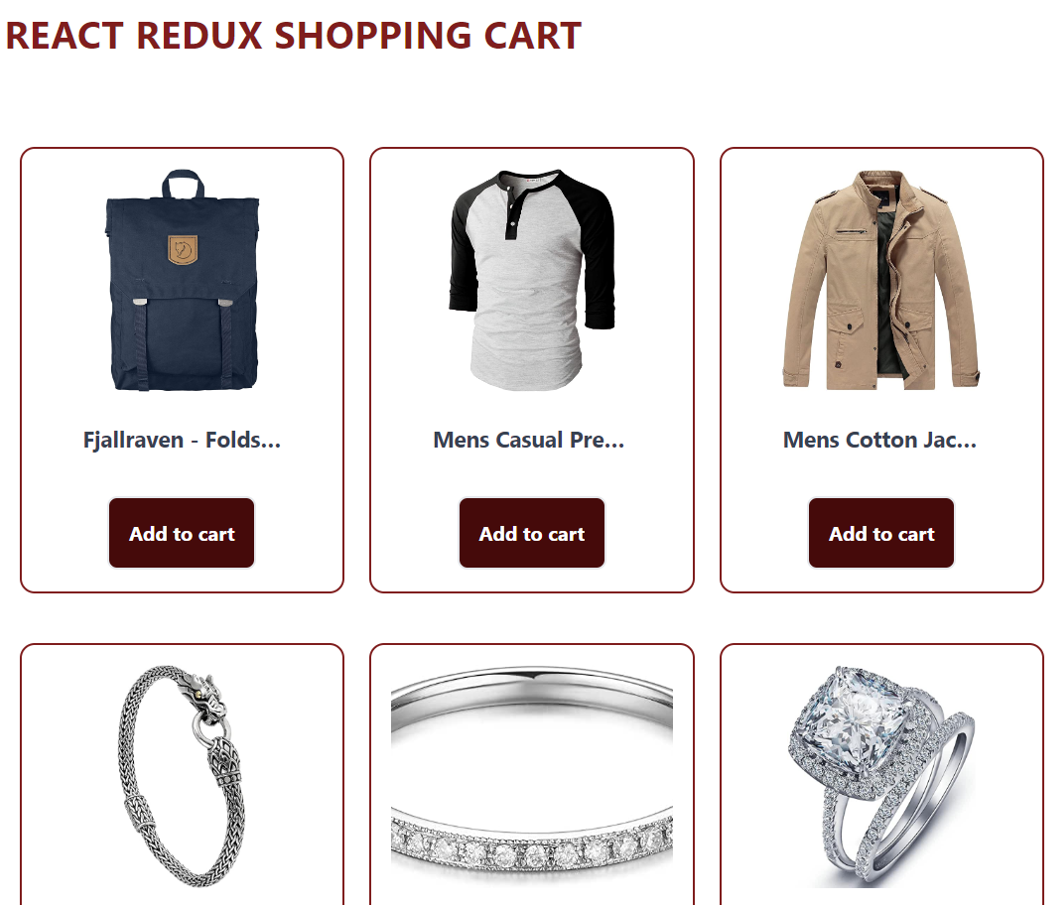 REACT REDUX SHOPPING CART
Fjallraven - Folds...
Mens Casual Pre...
Mens Cotton Jac...
Add to cart
Add to cart
Add to cart